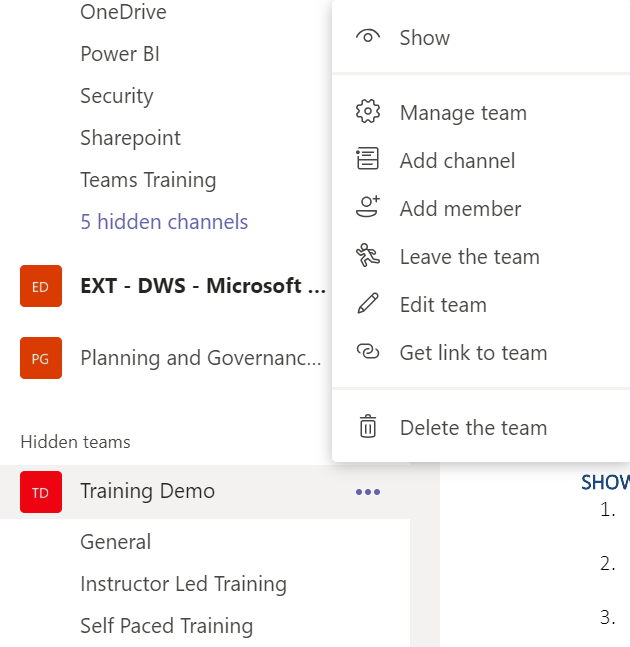 OneDrive
Power BI
Security
Sharepoint
Teams Training
5 hidden channels
ED EXT - DWS - Microsoft ...
PG Planning and Governanc...
Hidden teams
TD Training Demo
General
Instructor Led Training
Self Paced Training
Show
Manage team
Add channel
Add member
Leave the team
Edit team
Get link to team
Delete the team
SHOW
1.
2.
3.